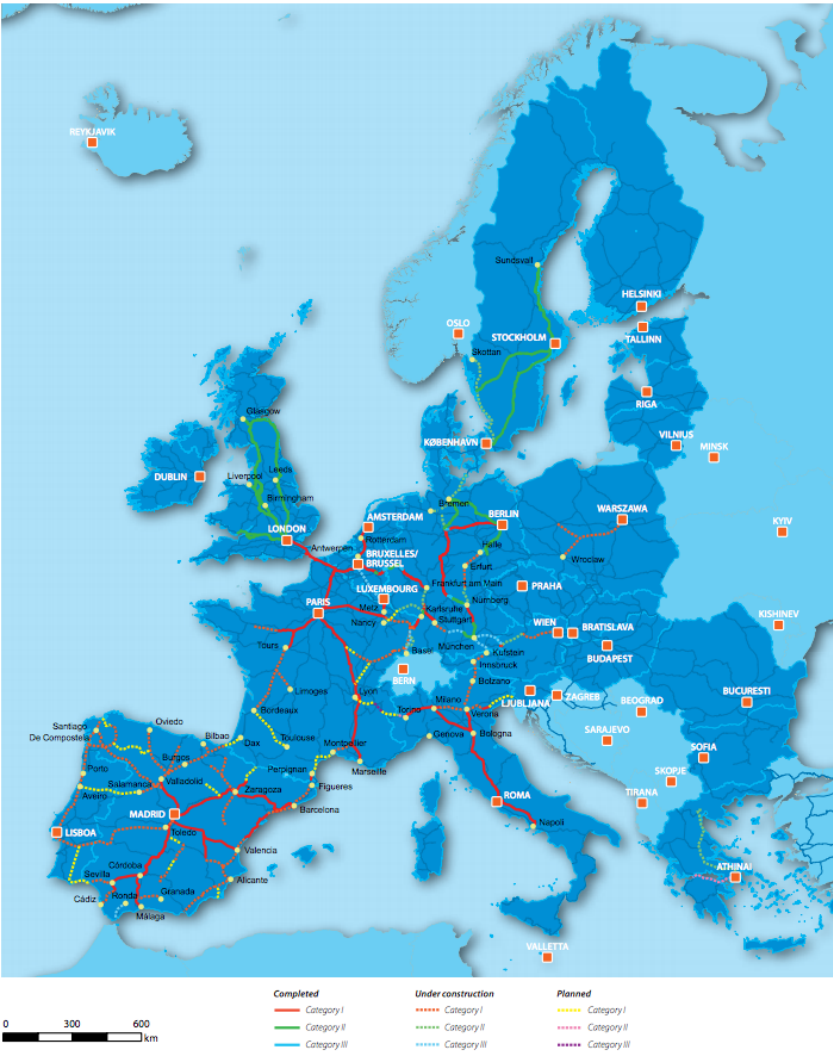 REYKJAVIK
Sundsvall
HELSINKI
OSLO
STOCKHOLM
TALLINN
Skottan
RIGA
KØBENHAVN
VILNIUS
MINSK
Glasgow
DUBLIN
Liverpool
Leeds
Birmingham
LONDON
AMSTERDAM
Bremen
BERLIN
WARSZAWA
KYIV
Rotterdam
Antwerpen
BRUXELLES/
BRUSSEL
Halle
Erfurt
Wroclaw
LUXEMBOURG
Frankfurt am Main
PRAHA
PARIS
Metz
Nancy
Karlsruhe
Stuttgart
Nürnberg
WIEN
BRATISLAVA
KISHINEV
Tours
Basel
München
Kufstein
BUDAPEST
BERN
Innsbruck
Bolzano
Limoges
Lyon
LJUBLJANA
ZAGREB
BEOGRAD
BUCURESTI
Bordeaux
Torino
Milano
Verona
Santiago
De Compostela
Oviedo
Bilbao
Dax
Toulouse
Montpellier
Genova
Bologna
SARAJEVO
SOFIA
Burgos
Marseille
Porto
Salamanca
Valladolid
Perpignan
Figueres
SKOPJE
Aveiro
Zaragoza
TIRANA
MADRID
Barcelona
ROMA
LISBOA
Toledo
Napoli
Valencia
Córdoba
Sevilla
Alicante
ATHINAI
Cádiz
Ronda
Granada
Málaga
VALLETTA
Completed
Under construction
Planned
Category I
Category I
Category I
Category II
Category II
Category II
Category III
Category III
Category III
0 300 600
km